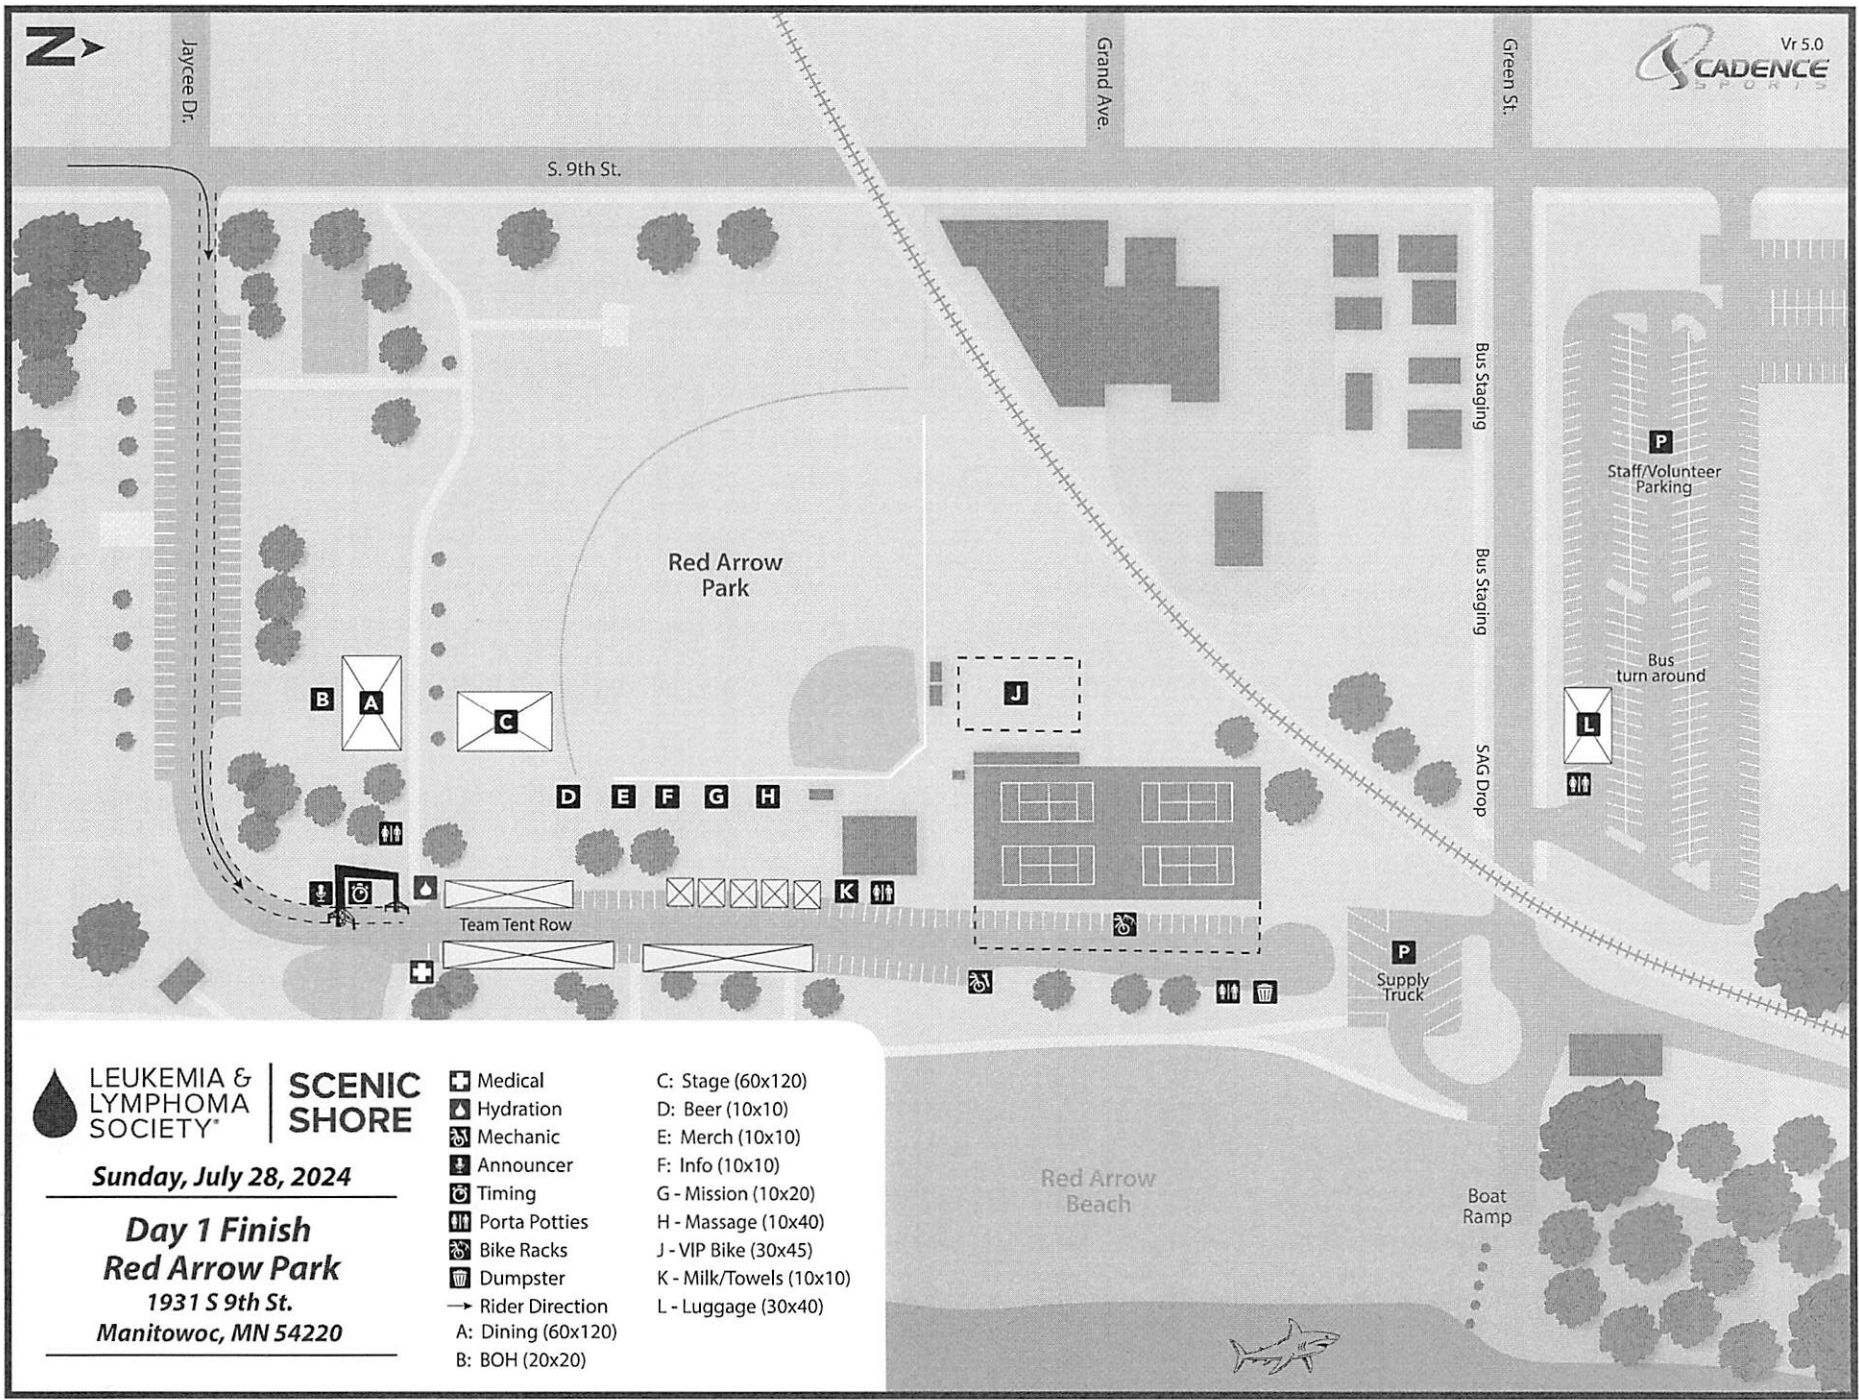 N
Jaycee Dr.
Grand Ave.
Green St.
Vr 5.0
CADENCE
SPORTS
S. 9th St.
Bus Staging
P
Staff/Volunteer
Parking
Red Arrow
Park
Bus Staging
Bus
turn around
B
A
C
J
L
SAG Drop
D
E
F
G
H
K
Team Tent Row
P
Supply
Truck
LEUKEMIA &
LYMPHOMA
SOCIETY®
SCENIC
SHORE
Sunday, July 28, 2024
Day 1 Finish
Red Arrow Park
1931 S 9th St.
Manitowoc, MN 54220
Medical
Hydration
Mechanic
Announcer
Timing
Porta Potties
Bike Racks
Dumpster
Rider Direction
A: Dining (60x120)
B: BOH (20x20)
C: Stage (60x120)
D: Beer (10x10)
E: Merch (10x10)
F: Info (10x10)
G - Mission (10x20)
H - Massage (10x40)
J - VIP Bike (30x45)
K - Milk/Towels (10x10)
L - Luggage (30x40)
Red Arrow
Beach
Boat
Ramp